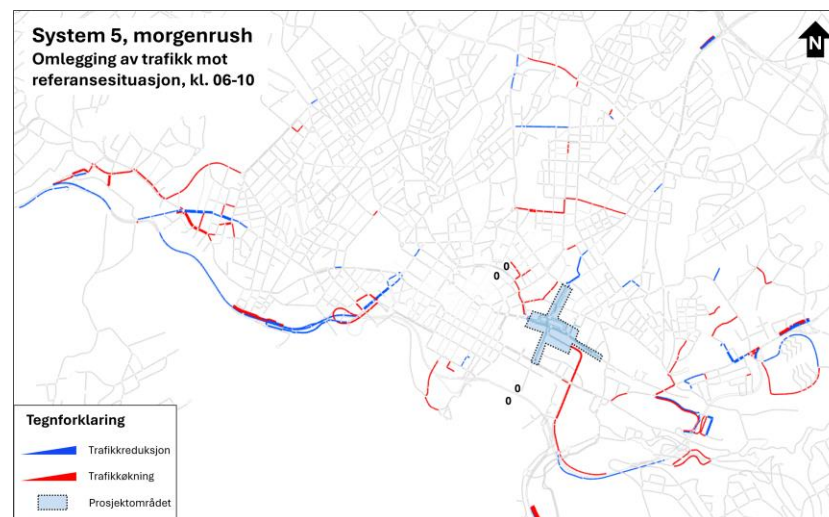 System 5, morgenrush
Omlegging av trafikk mot
referansesituasjon, kl. 06-10
N
0
0
0
0
Tegnforklaring
Trafikkreduksjon
Trafikkøkning
Prosjektområdet